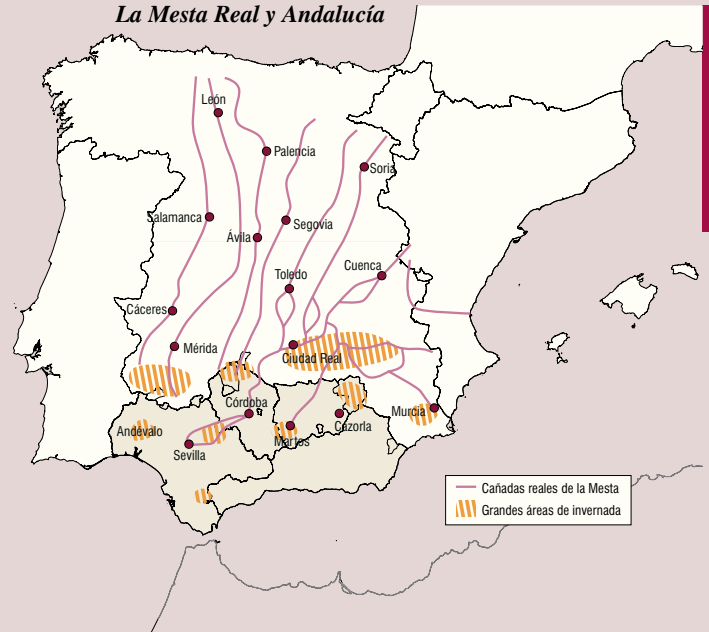 La Mesta Real y Andalucía
León
Palencia
Soria
Salamanca
Segovia
Ávila
Cuenca
Toledo
Cáceres
Mérida
Ciudad Real
Córdoba
Murcia
Andévalo
Cazorla
Martos
Sevilla
Cañadas reales de la Mesta
Grandes áreas de invernada